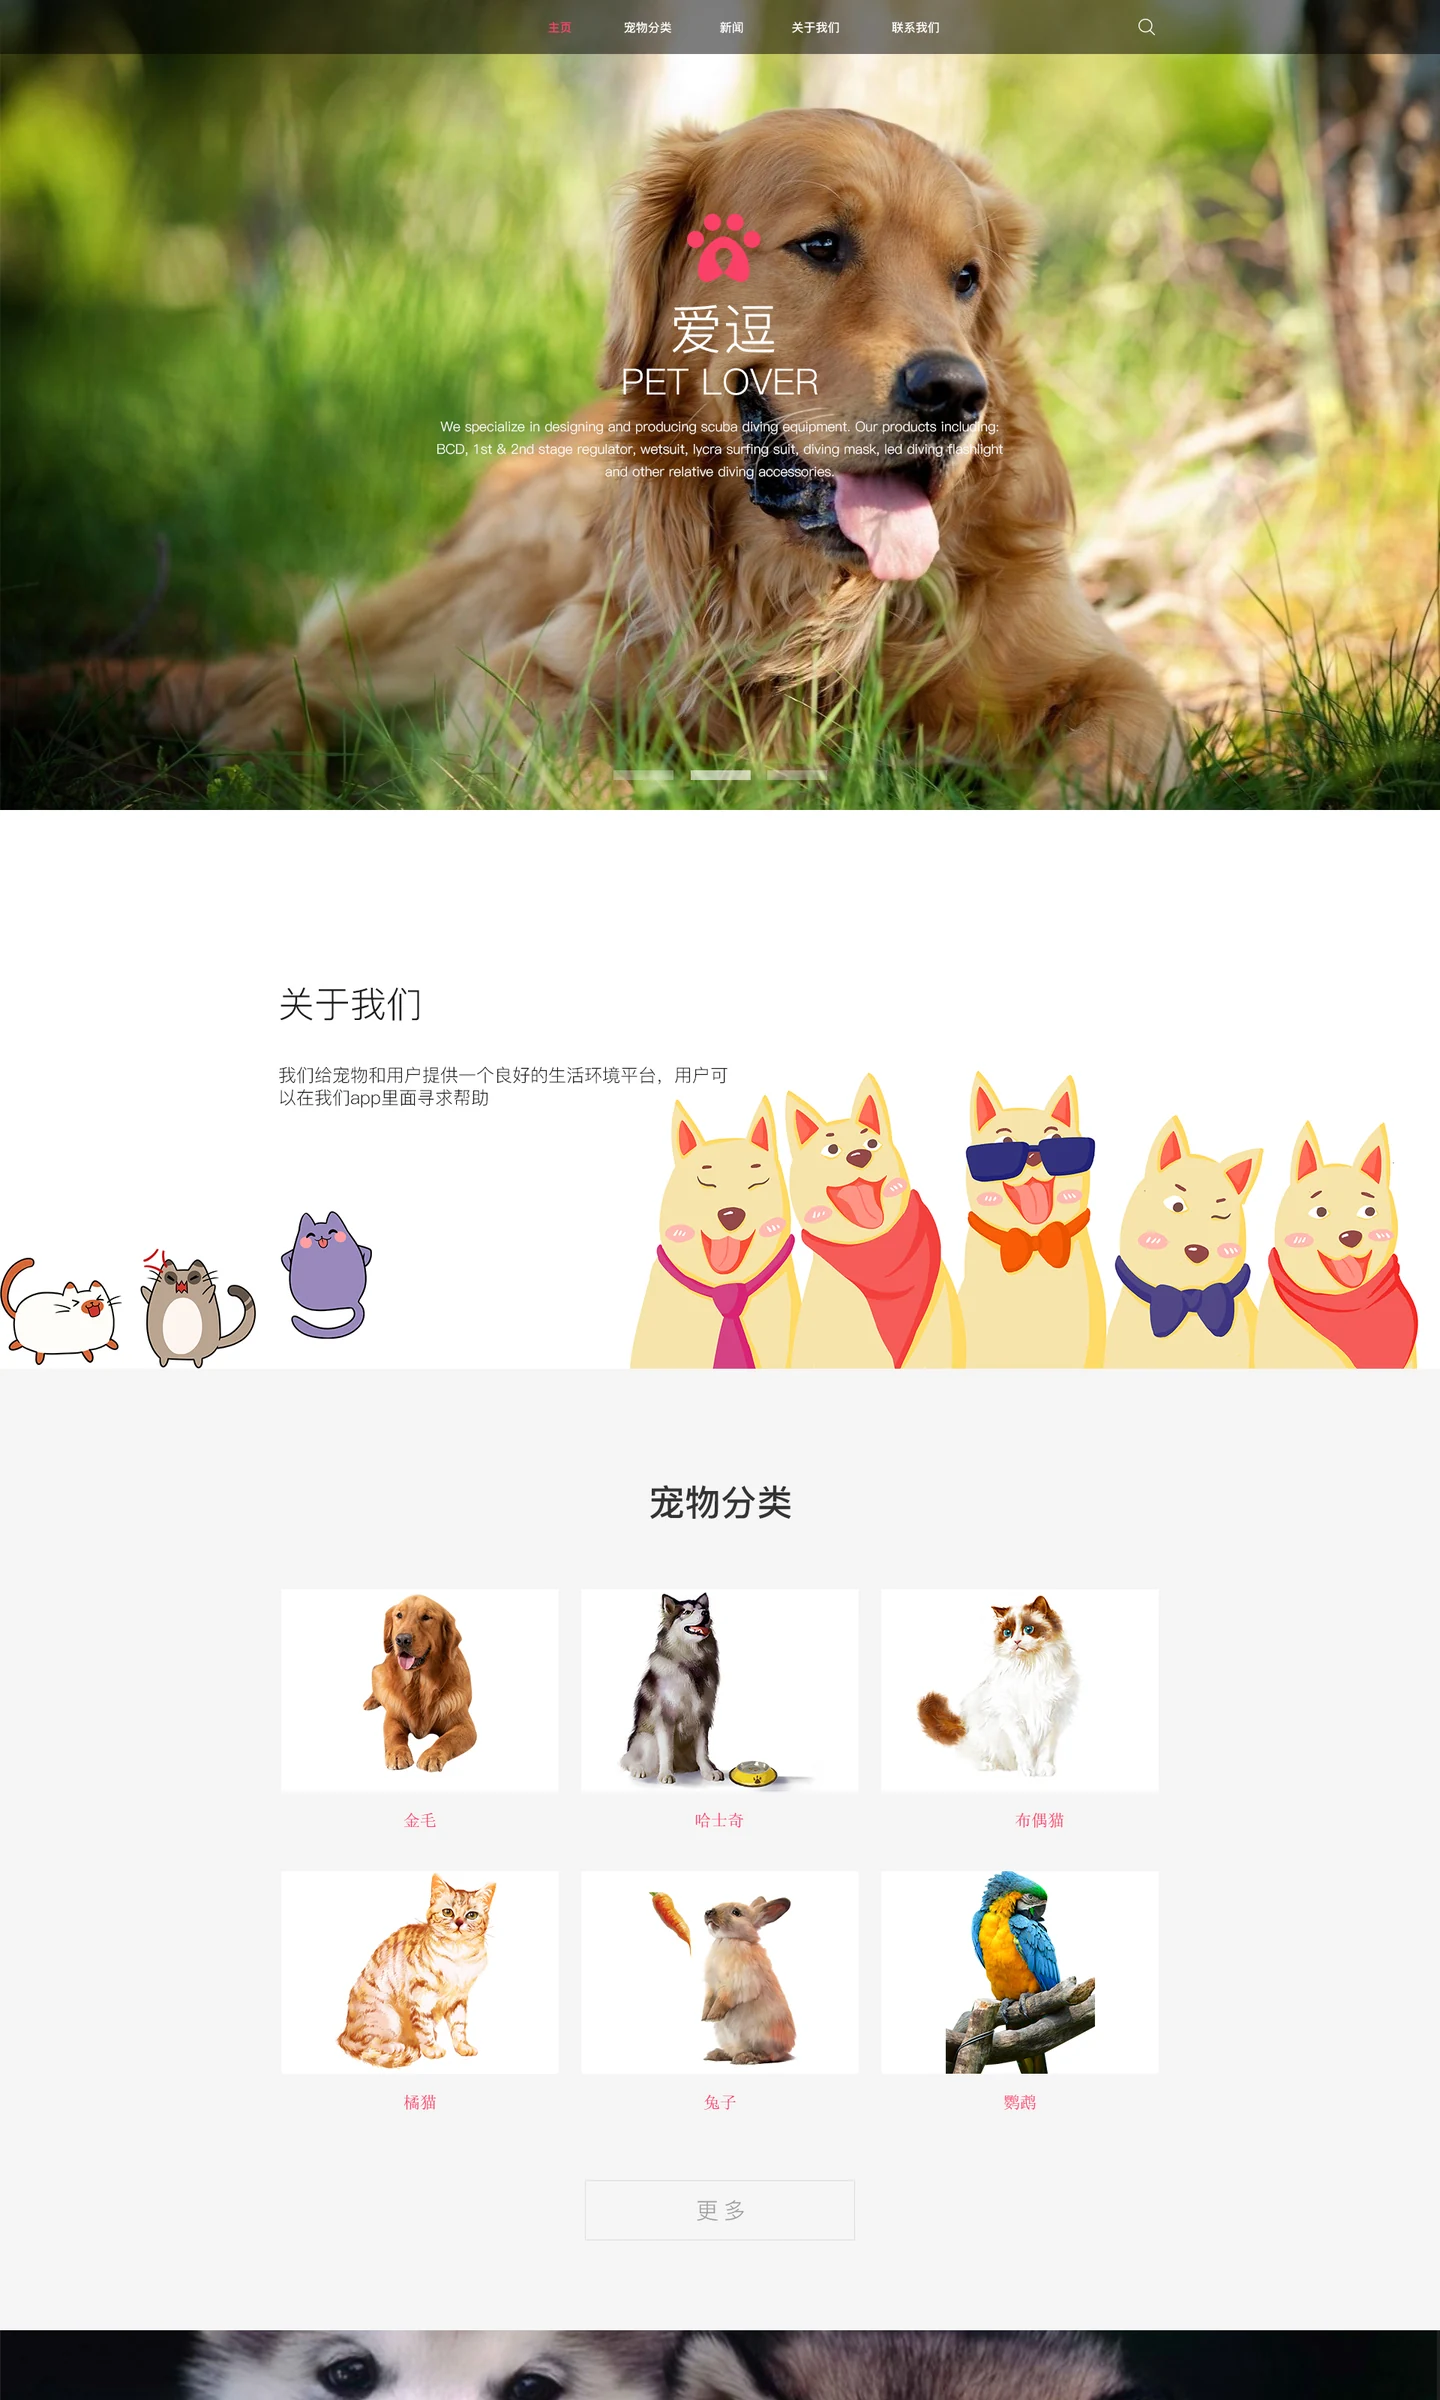 主页
宠物分类
新闻
关于我们
联系我们
爱逗
PET LOVER
We specialize in designing and producing scuba diving equipment. Our products including:
BCD, 1st & 2nd stage regulator, wetsuit, lycra surfing suit, diving mask, led diving flashlight
and other relative diving accessories.
关于我们
我们给宠物和用户提供一个良好的生活环境平台，用户可
以在我们app里面寻求帮助
宠物分类
金毛
哈士奇
布偶猫
橘猫
兔子
鹦鹉
更多